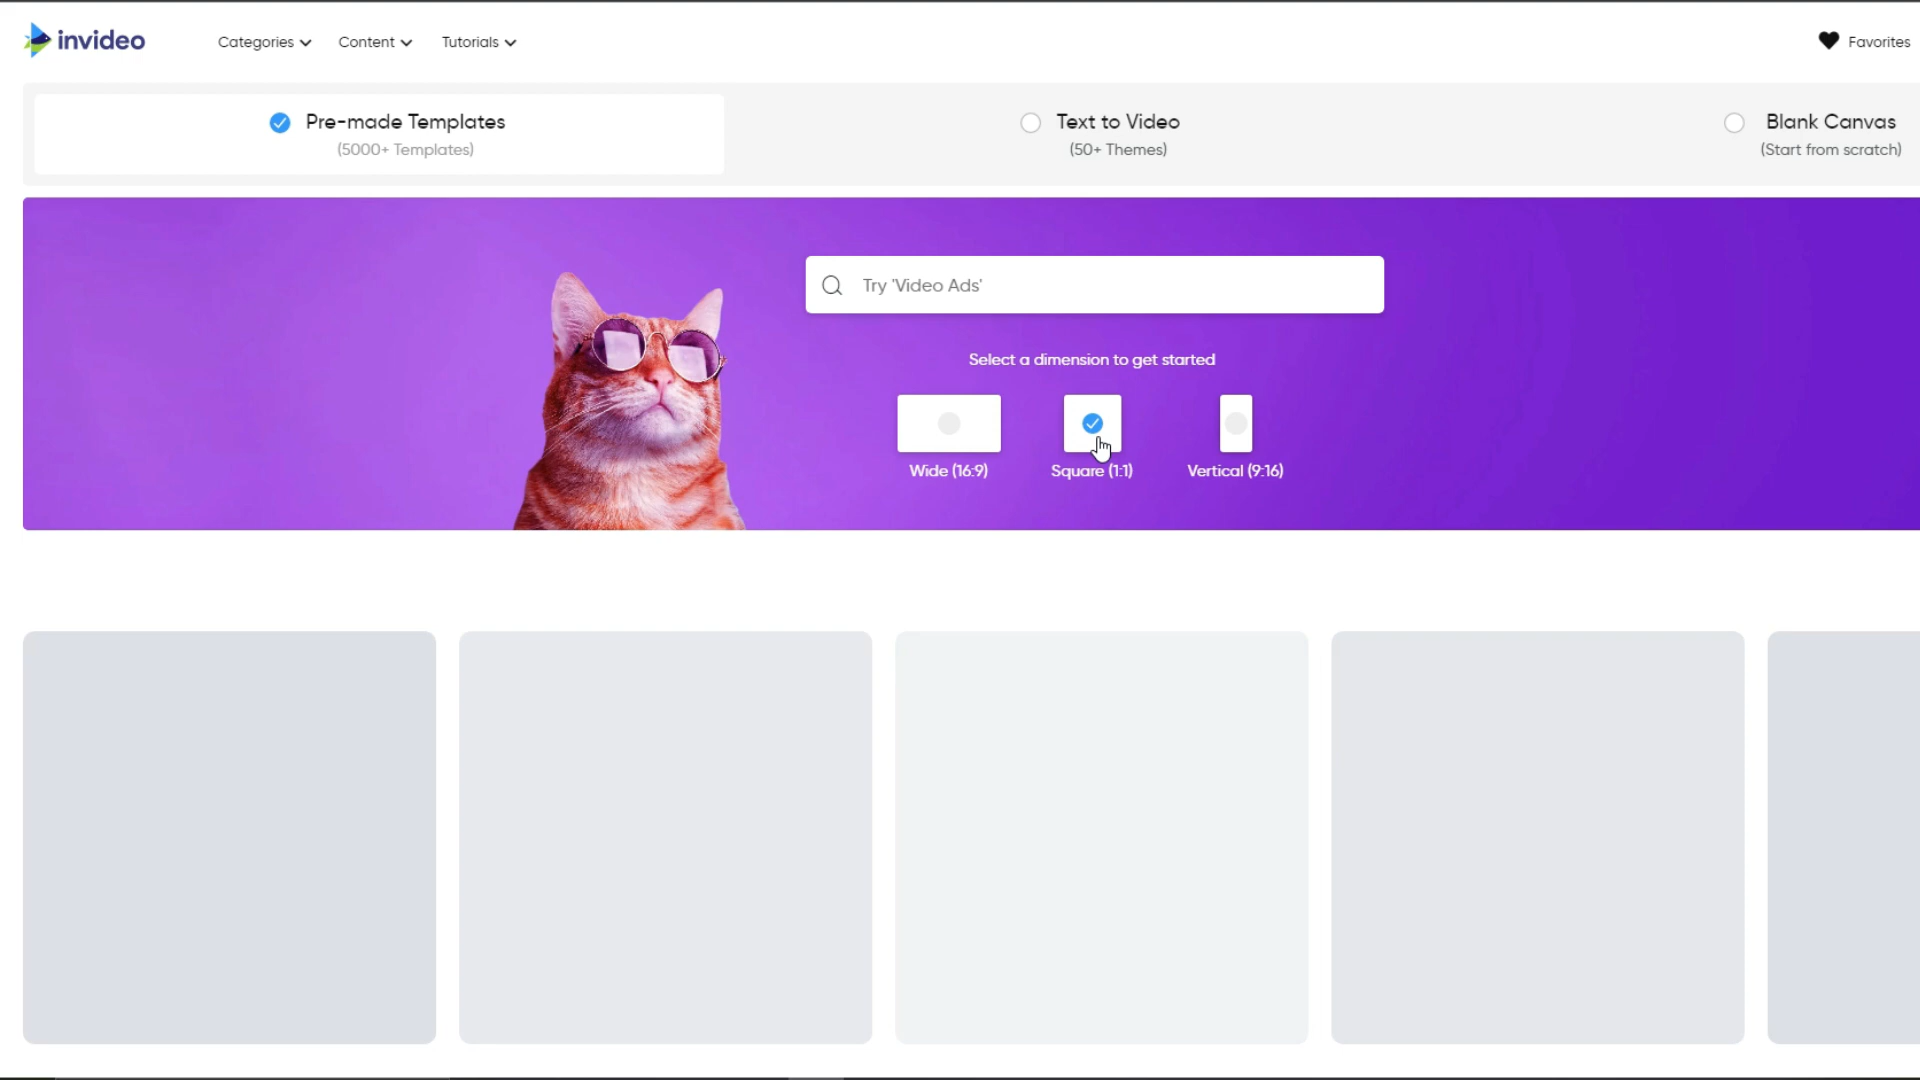 invideo
Categories
Content
Tutorials
Favorites
Pre-made Templates
(5000+ Templates)
Text to Video
(50+ Themes)
Blank Canvas
(Start from scratch)
Try 'Video Ads'
Select a dimension to get started
Wide (16:9)
Square (1:1)
Vertical (9:16)